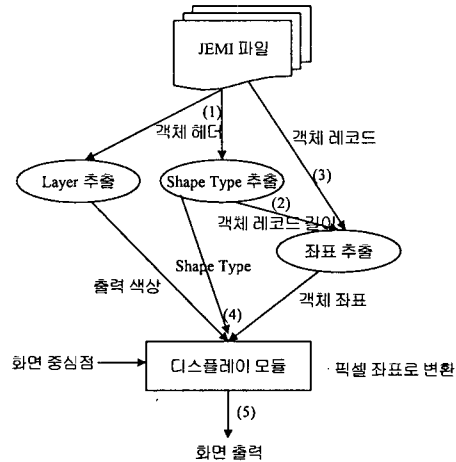 JEMI 파일
(1)
객체 헤더
객체 레코드
(3)
Layer 추출
Shape Type 추출
(2)
객체 레코드 길이
좌표 추출
Shape Type
출력 색상
객체 좌표
(4)
화면 중심점
디스플레이 모듈
· 픽셀 좌표로 변환
(5)
화면 출력